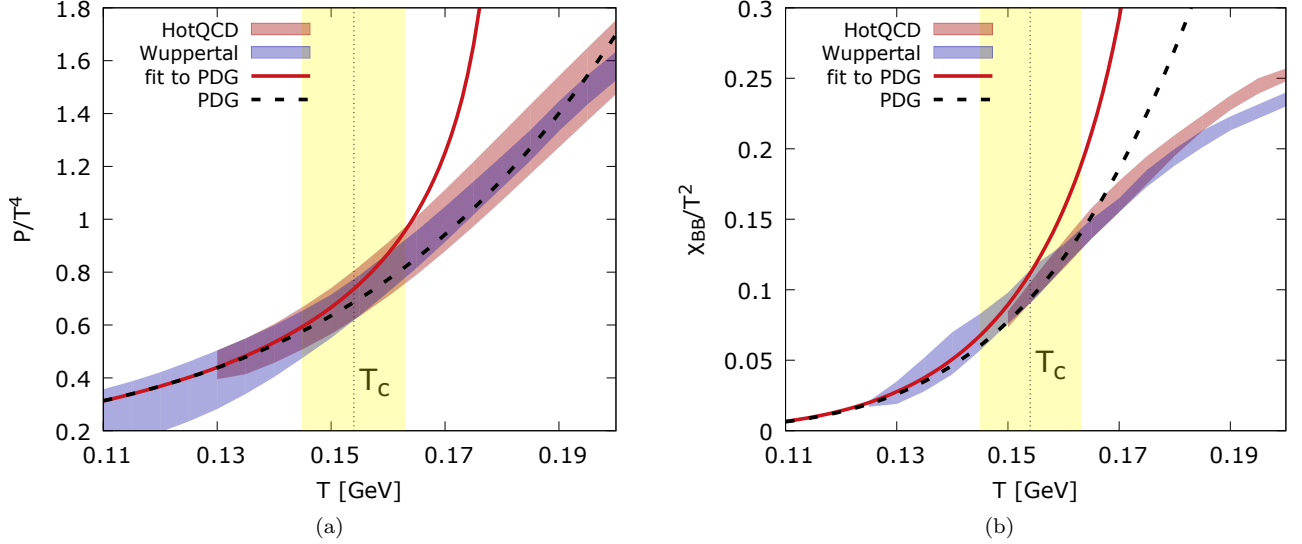 HotQCD
Wuppertal
fit to PDG
PDG
1.8
1.6
1.4
1.2
1
0.8
0.6
0.4
0.2
P/T⁴
T_c
0.11 0.13 0.15 0.17 0.19
T [GeV]
(a)
HotQCD
Wuppertal
fit to PDG
PDG
0.3
0.25
0.2
0.15
0.1
0.05
0
χ_BB/T²
T_c
0.11 0.13 0.15 0.17 0.19
T [GeV]
(b)